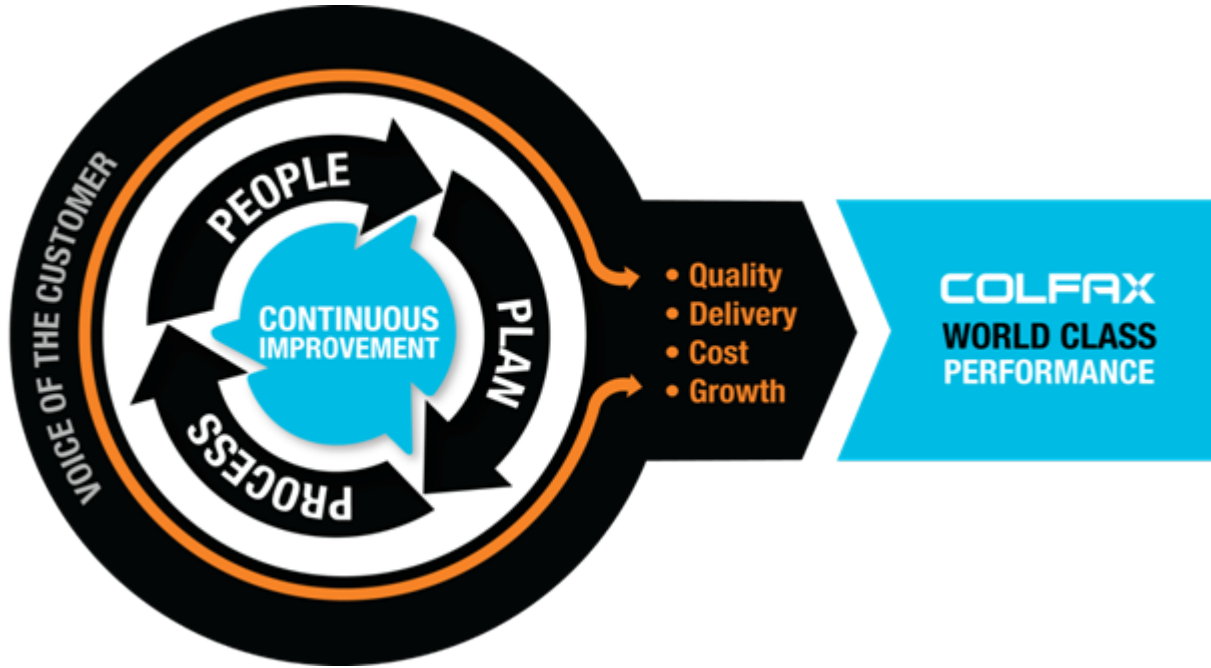 VOICE OF THE CUSTOMER
PEOPLE
PLAN
PROCESS
CONTINUOUS
IMPROVEMENT
• Quality
• Delivery
• Cost
• Growth
COLFAX
WORLD CLASS
PERFORMANCE